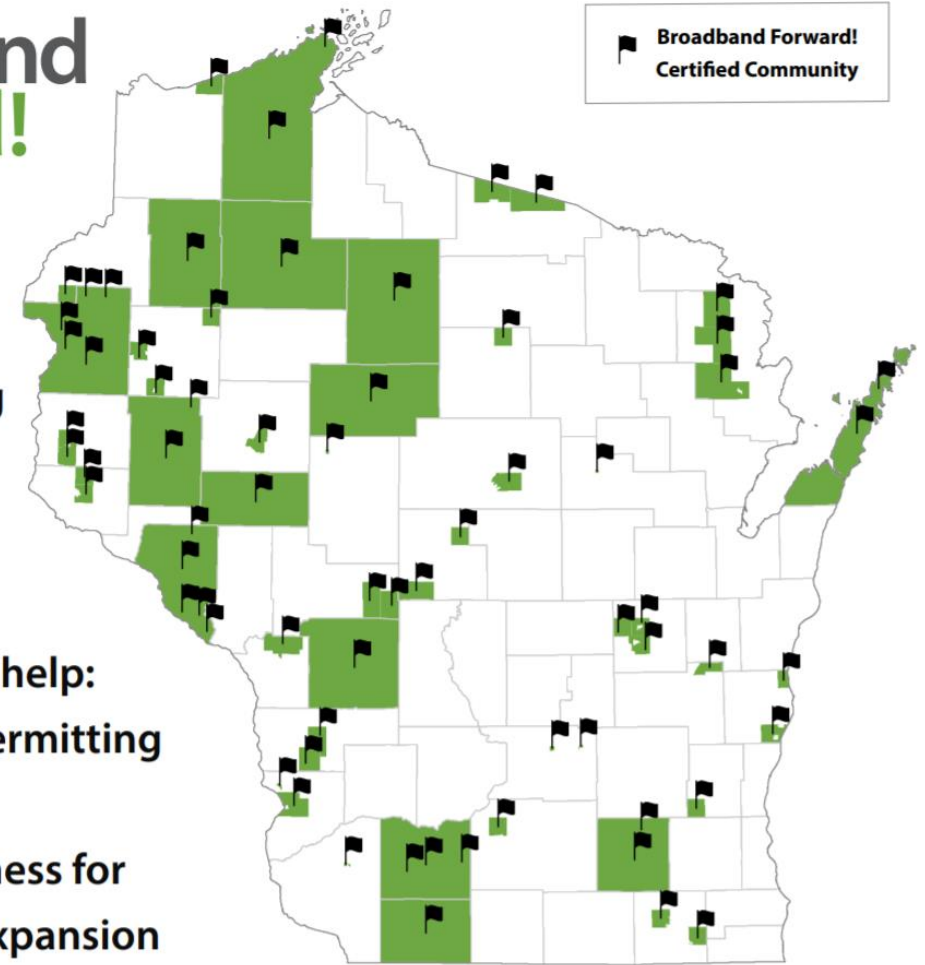 nd
!
Broadband Forward!
Certified Community
help:
ermitting
ess for
xpansion